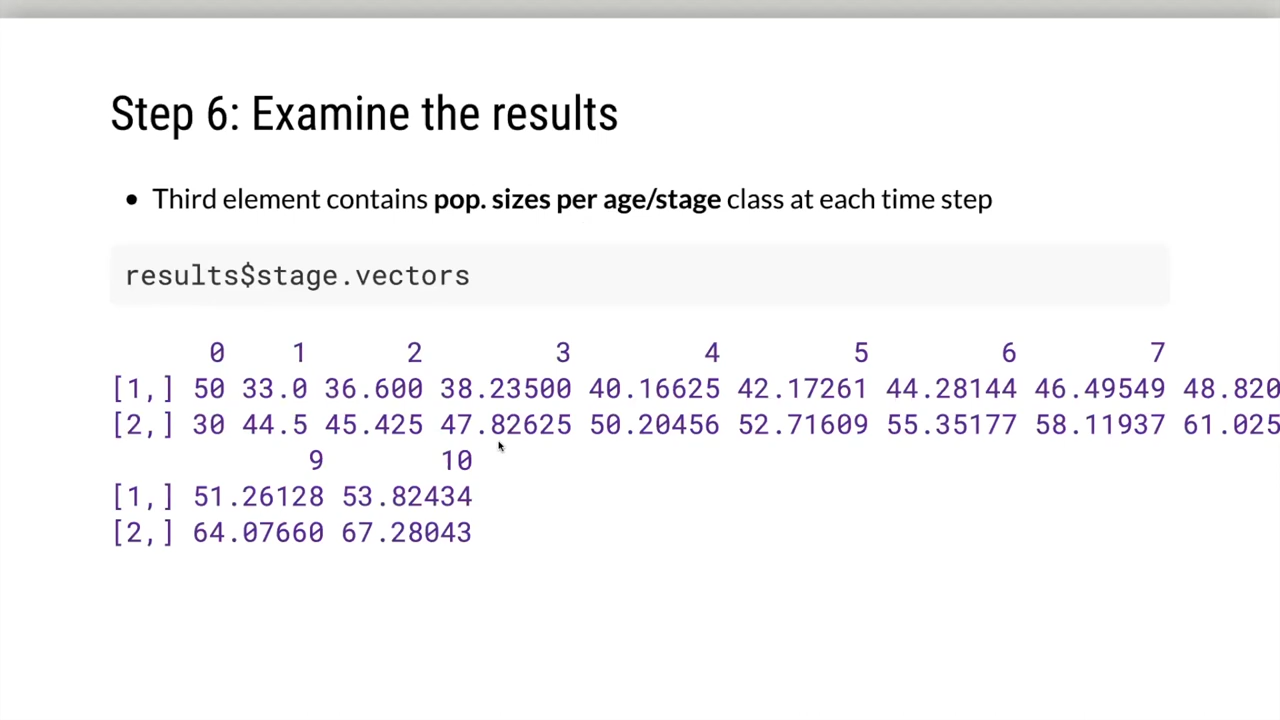 Step 6: Examine the results
• Third element contains pop. sizes per age/stage class at each time step
results$stage.vectors
0 1 2 3 4 5 6 7
[1,] 50 33.0 36.600 38.23500 40.16625 42.17261 44.28144 46.49549 48.820
[2,] 30 44.5 45.425 47.82625 50.20456 52.71609 55.35177 58.11937 61.025
9 10
[1,] 51.26128 53.82434
[2,] 64.07660 67.28043